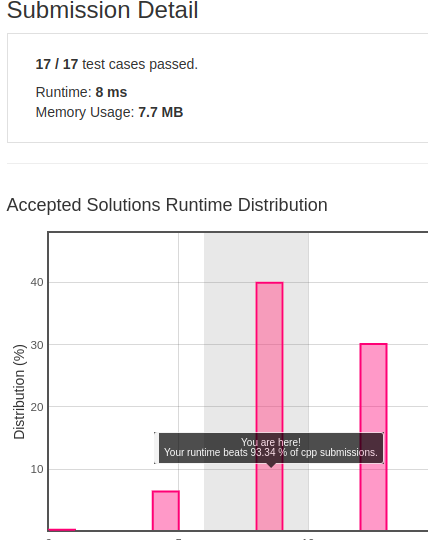 Submission Detail
17 / 17 test cases passed.
Runtime: 8 ms
Memory Usage: 7.7 MB
Accepted Solutions Runtime Distribution
Distribution (%)
40
30
20
10
You are here!
Your runtime beats 93.34 % of cpp submissions.